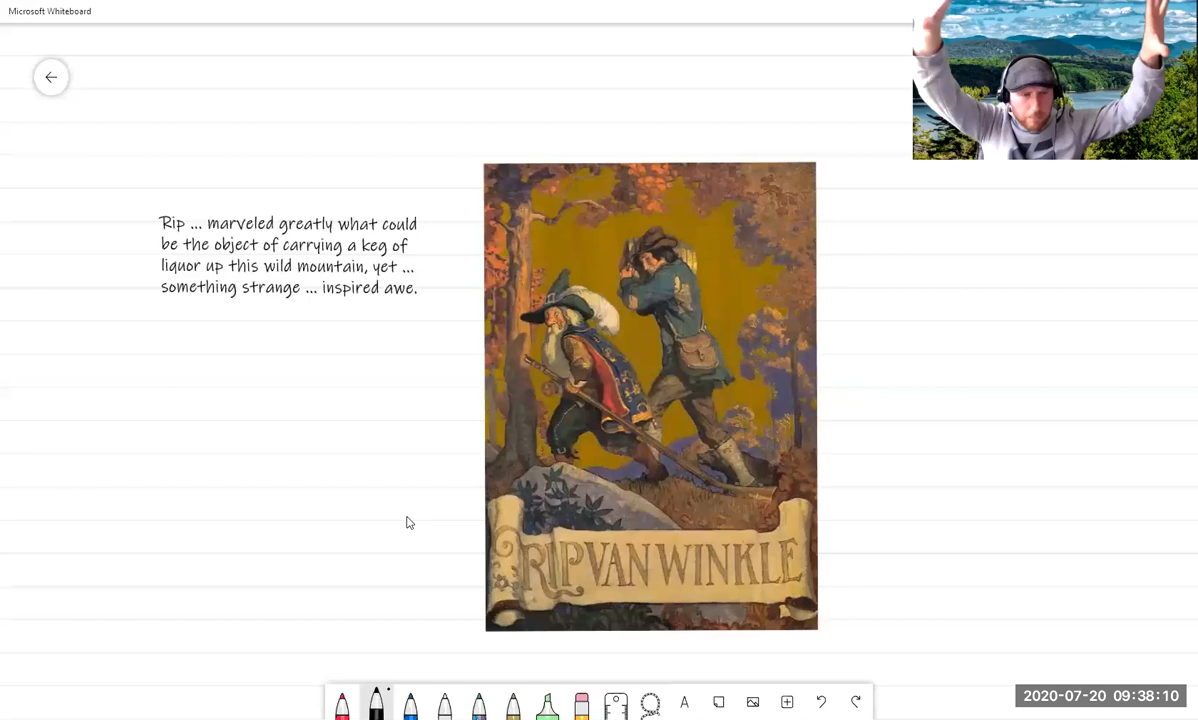 Microsoft Whiteboard
Rip ... marveled greatly what could
be the object of carrying a keg of
liquor up this wild mountain, yet ...
something strange ... inspired awe.
RIP VAN WINKLE
A
2020-07-20 09:38:10